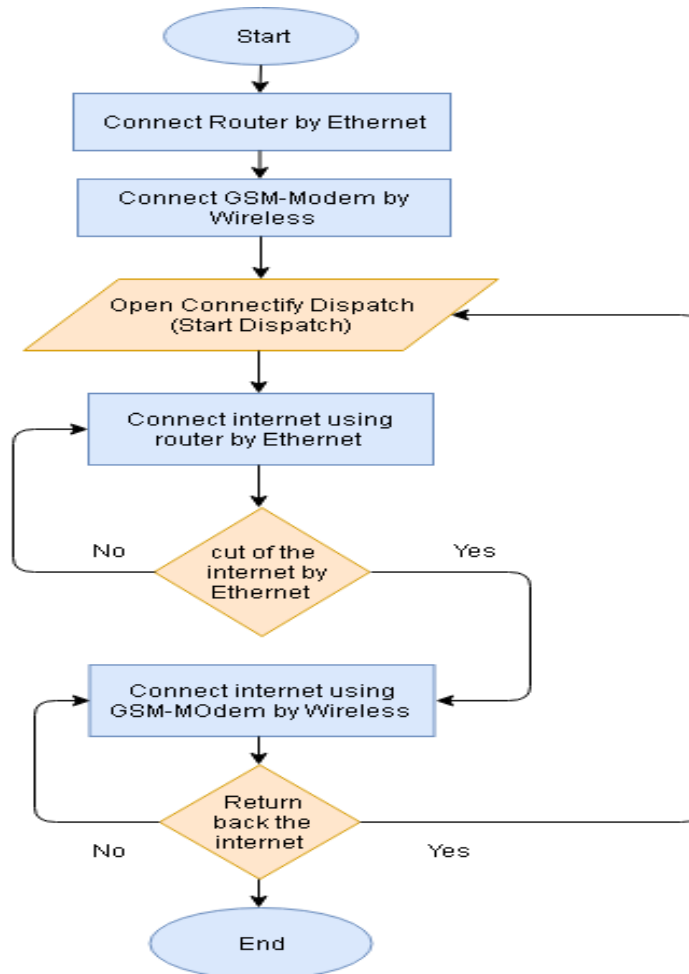 Start
Connect Router by Ethernet
Connect GSM-Modem by
Wireless
Open Connectify Dispatch
(Start Dispatch)
Connect internet using
router by Ethernet
No
cut of the
internet by
Ethernet
Yes
Connect internet using
GSM-MOdem by Wireless
Return
back the
internet
No
Yes
End